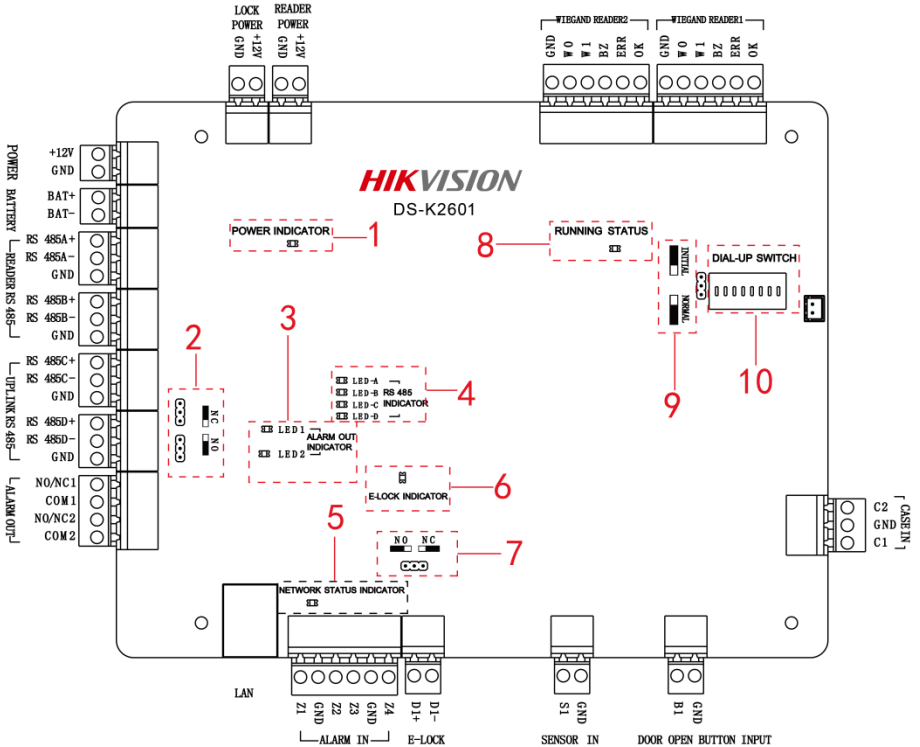 LOCK POWER
READER POWER
GND +12V
GND +12V
WIEGAND READER2
WIEGAND READER1
GND W0 W1 BZ ERR OK
GND W0 W1 BZ ERR OK
HIKVISION
DS-K2601
POWER
+12V
GND
BATTERY
BAT+
BAT-
READER RS 485
RS 485A+
RS 485A-
GND
RS 485B+
RS 485B-
GND
UPLINK RS 485
RS 485C+
RS 485C-
GND
RS 485D+
RS 485D-
GND
ALARM OUT
NO/NC1
COM1
NO/NC2
COM2
POWER INDICATOR
1
RUNNING STATUS
8
INITIAL
NORMAL
9
DIAL-UP SWITCH
10
2
NC
NO
3
LED1
LED2
ALARM OUT INDICATOR
LED-A
LED-B
LED-C
LED-D
RS 485 INDICATOR
4
E-LOCK INDICATOR
6
5
NETWORK STATUS INDICATOR
NO NC
7
C2
GND
C1
CASE IN
LAN
Z1 GND Z2 Z3 GND Z4
ALARM IN
D1+ D1-
E-LOCK
S1 GND
SENSOR IN
B1 GND
DOOR OPEN BUTTON INPUT